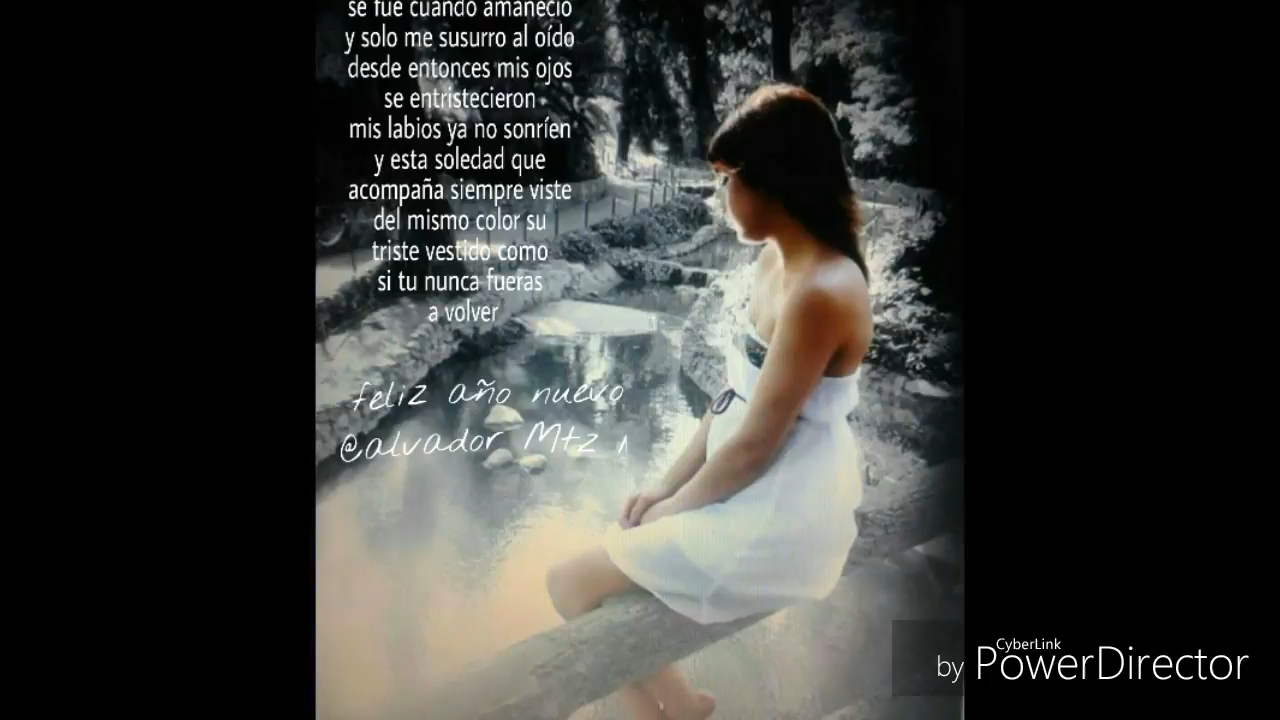 se fue cuando amaneció
y solo me susurro al oído
desde entonces mis ojos
se entristecieron
mis labios ya no sonríen
y esta soledad que
acompaña siempre viste
del mismo color su
triste vestido como
si tu nunca fueras
a volver
feliz año nuevo
@alvador Mtz
CyberLink
by PowerDirector